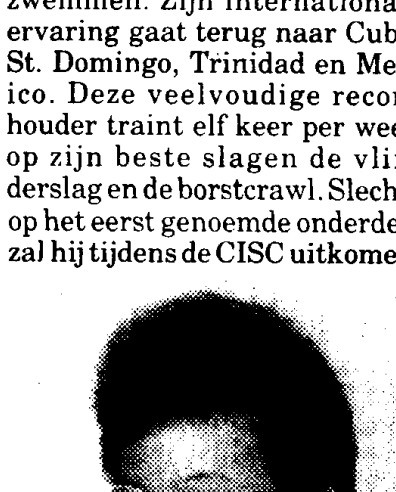 zwemmen. Zijn internationa
ervaring gaat terug naar Cub
St. Domingo, Trinidad en Me
ico. Deze veelvoudige reco
houder traint elf keer per wee
op zijn beste slagen de vli
derslag en de borstcrawl. Slech
op het eerst genoemde onderde
zal hij tijdens de CISC uitkome